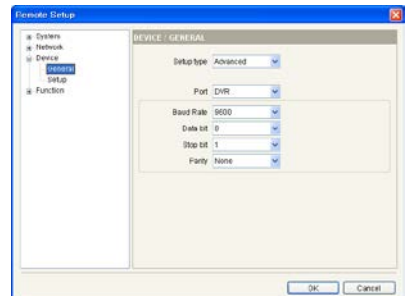 Remote Setup
System
Network
Device
General
Setup
Function
DEVICE / GENERAL
Setup type Advanced
Port DVR
Baud Rate 9600
Data bit 8
Stop bit 1
Parity None
OK Cancel